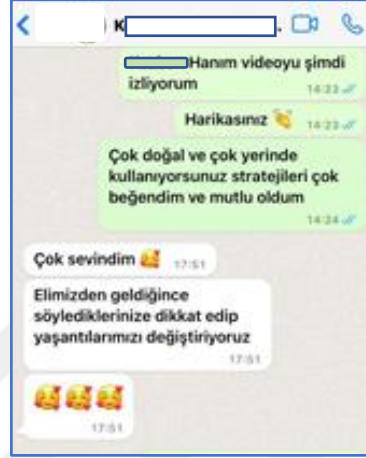 K
Hanım videoyu şimdi
izliyorum
14:23
Harikasınız 👏
14:23
Çok doğal ve çok yerinde
kullanıyorsunuz stratejileri çok
beğendim ve mutlu oldum
14:24
Çok sevindim 🥰
17:51
Elimizden geldiğince
söylediklerinize dikkat edip
yaşantılarımızı değiştiriyoruz
17:51
🥰🥰🥰
17:51